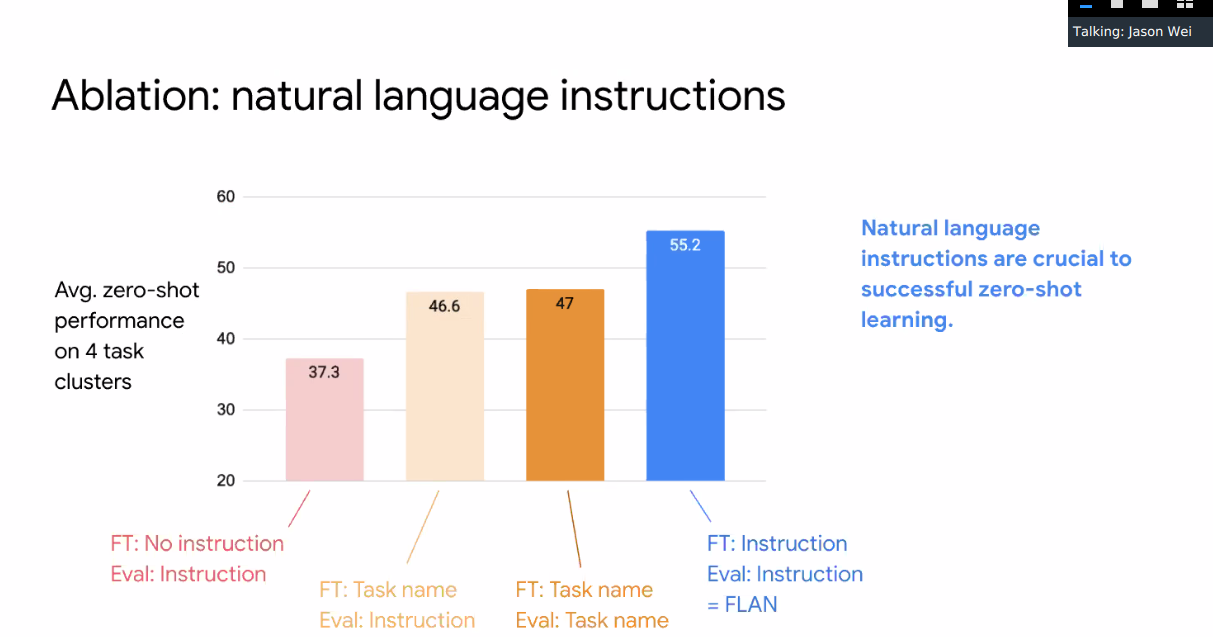 Talking: Jason Wei
Ablation: natural language instructions
60
50
40
30
20
Avg. zero-shot
performance
on 4 task
clusters
37.3
46.6
47
55.2
Natural language
instructions are crucial to
successful zero-shot
learning.
FT: No instruction
Eval: Instruction
FT: Task name
Eval: Instruction
FT: Task name
Eval: Task name
FT: Instruction
Eval: Instruction
= FLAN